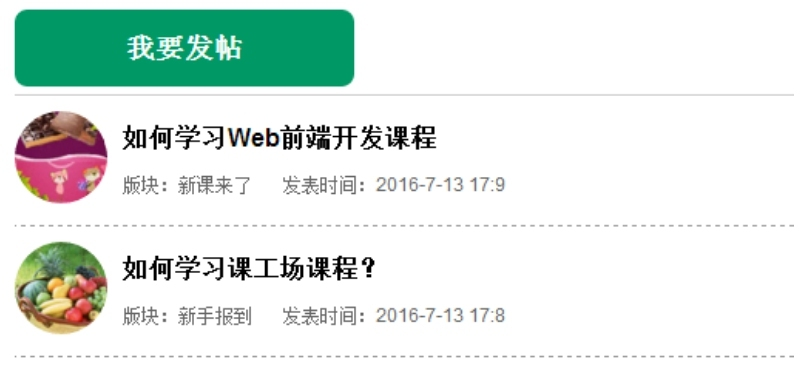 我要发帖
如何学习Web前端开发课程
版块：新课来了 发表时间：2016-7-13 17:9
如何学习课工场课程？
版块：新手报到 发表时间：2016-7-13 17:8